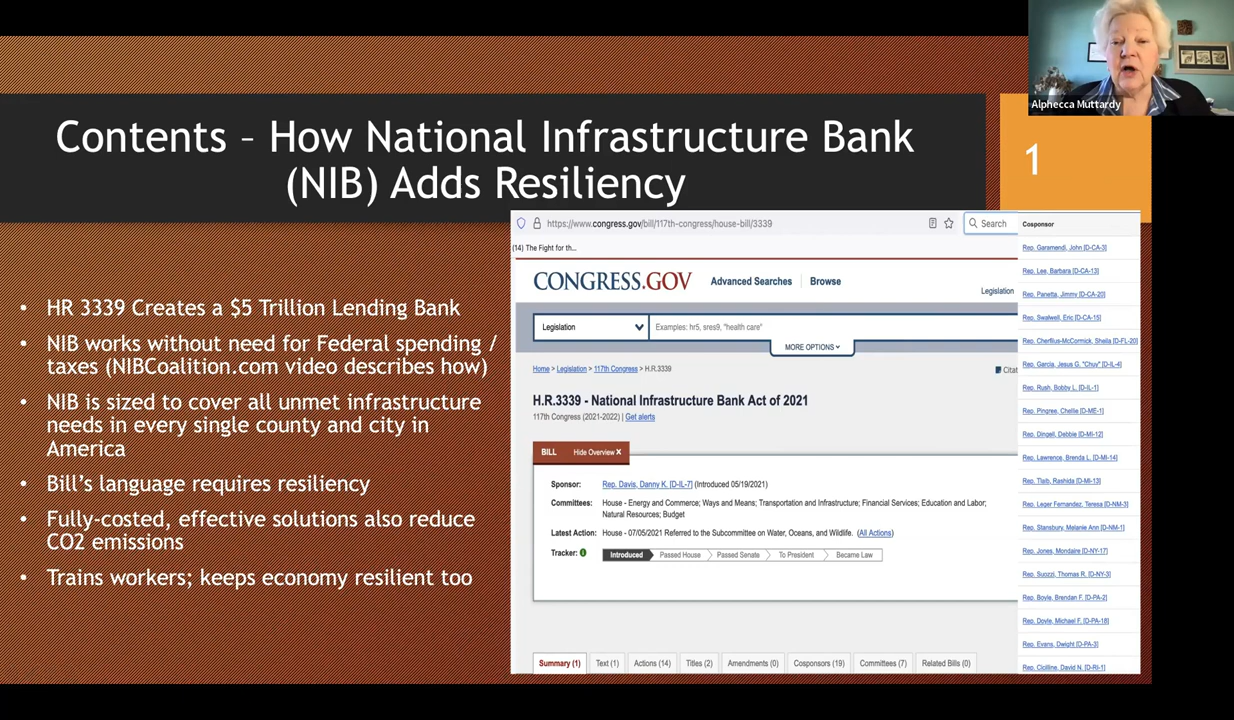 Alphecca Muttardy
Contents – How National Infrastructure Bank
(NIB) Adds Resiliency
1
• HR 3339 Creates a $5 Trillion Lending Bank
• NIB works without need for Federal spending /
taxes (NIBCoalition.com video describes how)
• NIB is sized to cover all unmet infrastructure
needs in every single county and city in
America
• Bill’s language requires resiliency
• Fully-costed, effective solutions also reduce
CO2 emissions
• Trains workers; keeps economy resilient too
https://www.congress.gov/bill/117th-congress/house-bill/3339
Search
(14) The Fight for th...
CONGRESS.GOV
Advanced Searches
Browse
Legislation
Legislation
Examples: hr5, sres9, "health care"
MORE OPTIONS
Home > Legislation > 117th Congress > H.R.3339
Citat
H.R.3339 - National Infrastructure Bank Act of 2021
117th Congress (2021-2022) | Get alerts
BILL
Hide Overview ×
Sponsor: Rep. Davis, Danny K. [D-IL-7] (Introduced 05/19/2021)
Committees: House - Energy and Commerce; Ways and Means; Transportation and Infrastructure; Financial Services; Education and Labor;
Natural Resources; Budget
Latest Action: House - 07/05/2021 Referred to the Subcommittee on Water, Oceans, and Wildlife. (All Actions)
Tracker: Introduced Passed House Passed Senate To President Became Law
Summary (1) Text (1) Actions (14) Titles (2) Amendments (0) Cosponsors (19) Committees (7) Related Bills (0)
Cosponsor
Rep. Garamendi, John [D-CA-3]
Rep. Lee, Barbara [D-CA-13]
Rep. Panetta, Jimmy [D-CA-20]
Rep. Swalwell, Eric [D-CA-15]
Rep. Cherfilus-McCormick, Sheila [D-FL-20]
Rep. Garcia, Jesus G. "Chuy" [D-IL-4]
Rep. Rush, Bobby L. [D-IL-1]
Rep. Pingree, Chellie [D-ME-1]
Rep. Dingell, Debbie [D-MI-12]
Rep. Lawrence, Brenda L. [D-MI-14]
Rep. Tlaib, Rashida [D-MI-13]
Rep. Leger Fernandez, Teresa [D-NM-3]
Rep. Stansbury, Melanie Ann [D-NM-1]
Rep. Jones, Mondaire [D-NY-17]
Rep. Suozzi, Thomas R. [D-NY-3]
Rep. Boyle, Brendan F. [D-PA-2]
Rep. Doyle, Michael F. [D-PA-18]
Rep. Evans, Dwight [D-PA-3]
Rep. Cicilline, David N. [D-RI-1]